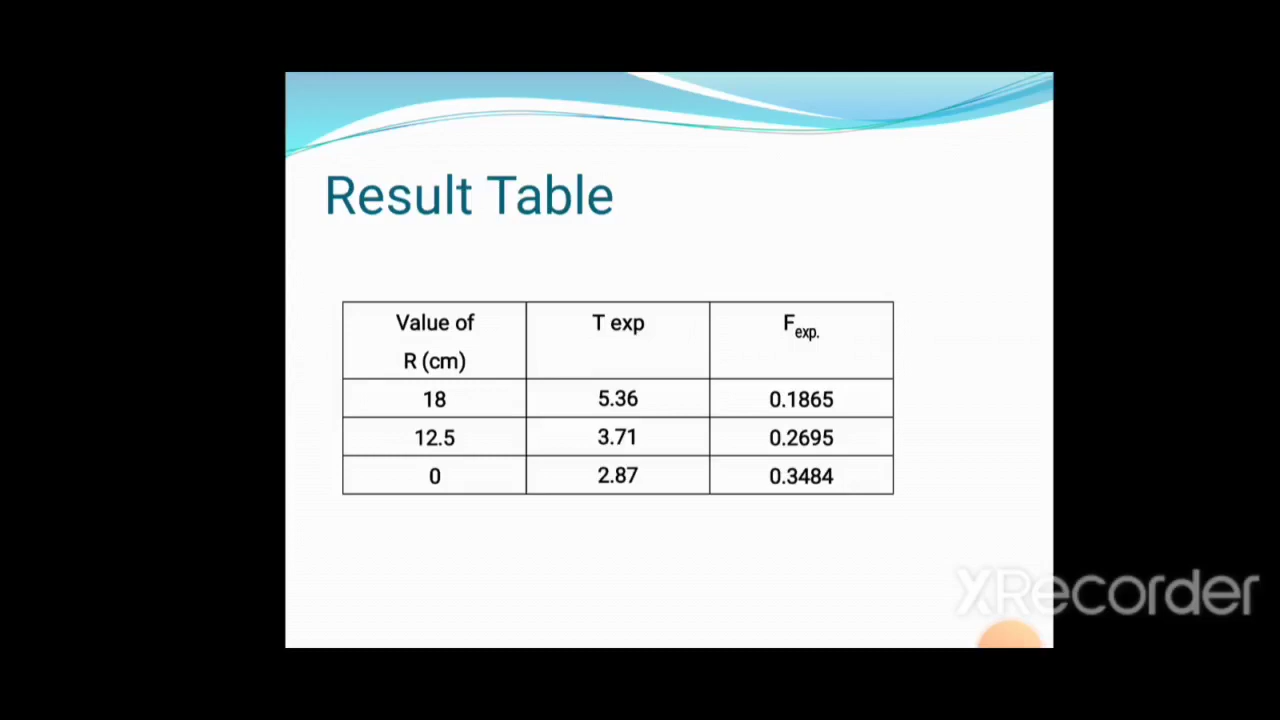 Result Table
Value of
R (cm)
T exp
Fexp.
18
5.36
0.1865
12.5
3.71
0.2695
0
2.87
0.3484
XRecorder